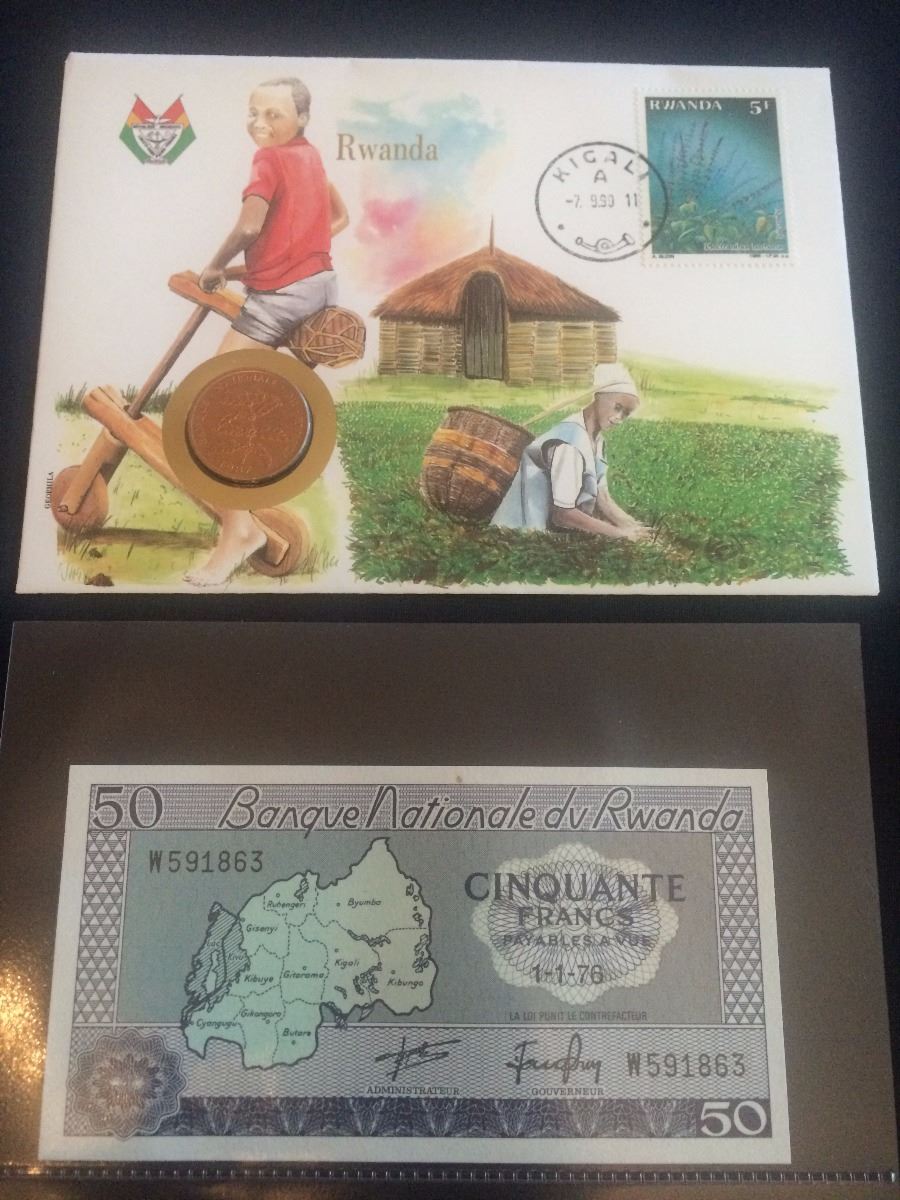 Rwanda
KIGALI
A
-7. 9.90 11
RWANDA 5F
GEOPHILA
50 Banque Nationale du Rwanda
W591863
CINQUANTE
FRANCS
PAYABLES A VUE
1-1-76
LA LOI PUNIT LE CONTREFACTEUR
Ruhengeri
Byumba
Gisenyi
Lac
Kivu
Kigali
Kibuye
Gitarama
Kibungo
Gikongoro
Cyangugu
Butare
ADMINISTRATEUR
GOUVERNEUR
W591863
50